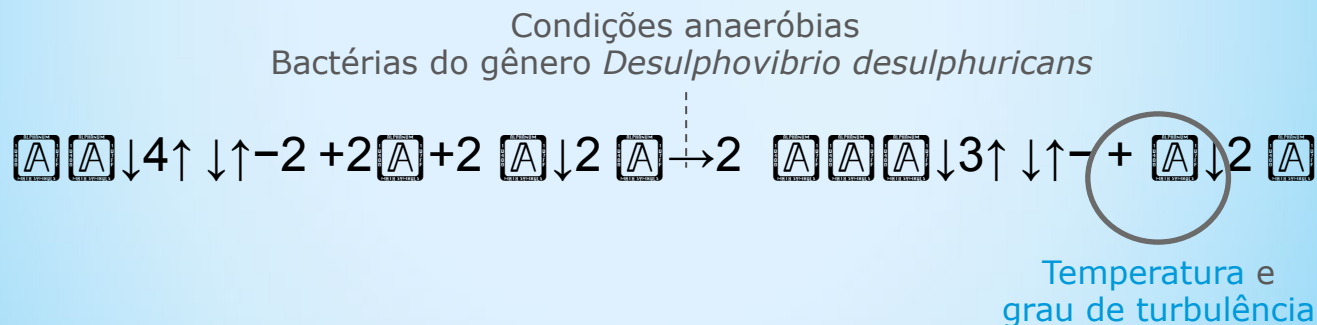 Condições anaeróbias
Bactérias do gênero Desulphovibrio desulphuricans
↓4↑ ↓↑−2 +2 +2 ↓2 →2 ↓3↑ ↓↑− + ↓2
Temperatura e
grau de turbulência